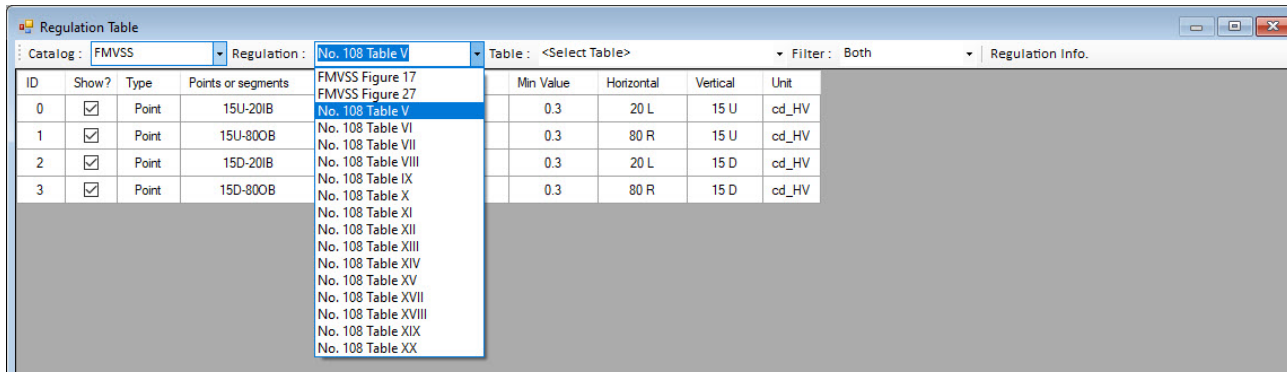 Regulation Table
Catalog : FMVSS Regulation : No. 108 Table V Table : <Select Table> Filter : Both Regulation Info.
ID Show? Type Points or segments Min Value Horizontal Vertical Unit
0 Point 15U-20IB 0.3 20 L 15 U cd_HV
1 Point 15U-80OB 0.3 80 R 15 U cd_HV
2 Point 15D-20IB 0.3 20 L 15 D cd_HV
3 Point 15D-80OB 0.3 80 R 15 D cd_HV
FMVSS Figure 17
FMVSS Figure 27
No. 108 Table V
No. 108 Table VI
No. 108 Table VII
No. 108 Table VIII
No. 108 Table IX
No. 108 Table X
No. 108 Table XI
No. 108 Table XII
No. 108 Table XIII
No. 108 Table XIV
No. 108 Table XV
No. 108 Table XVII
No. 108 Table XVIII
No. 108 Table XIX
No. 108 Table XX